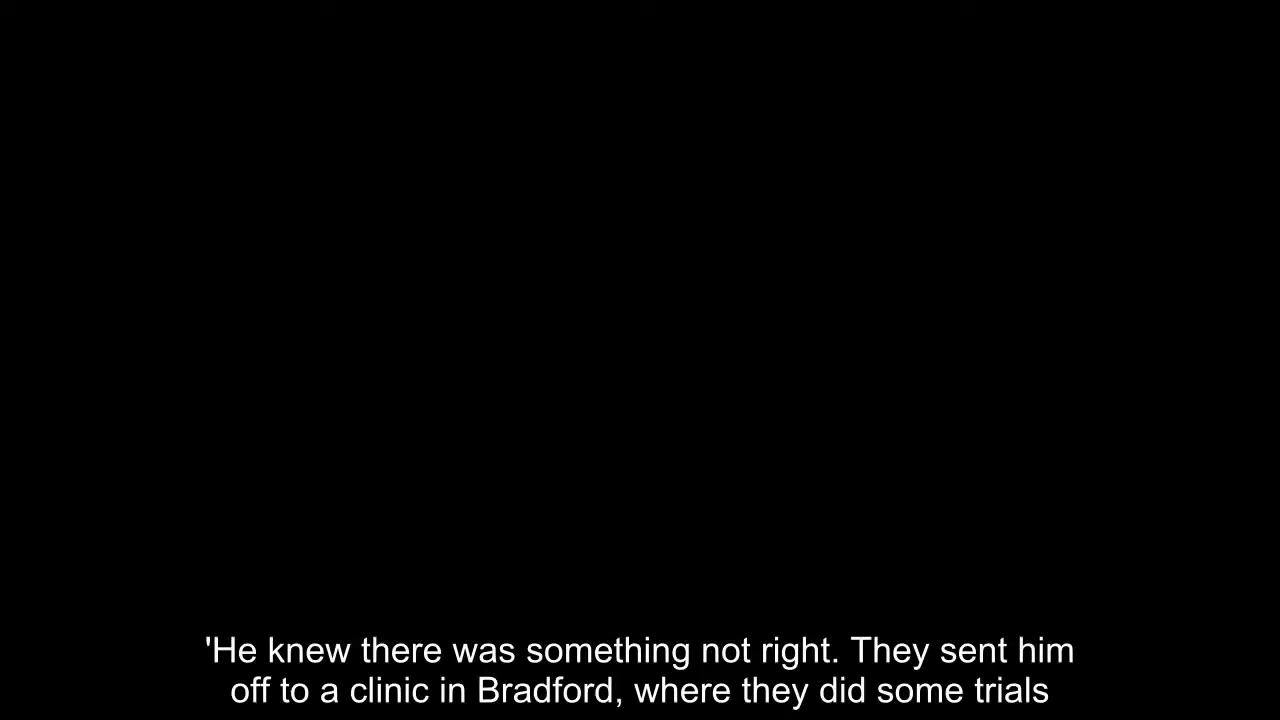 'He knew there was something not right. They sent him
off to a clinic in Bradford, where they did some trials